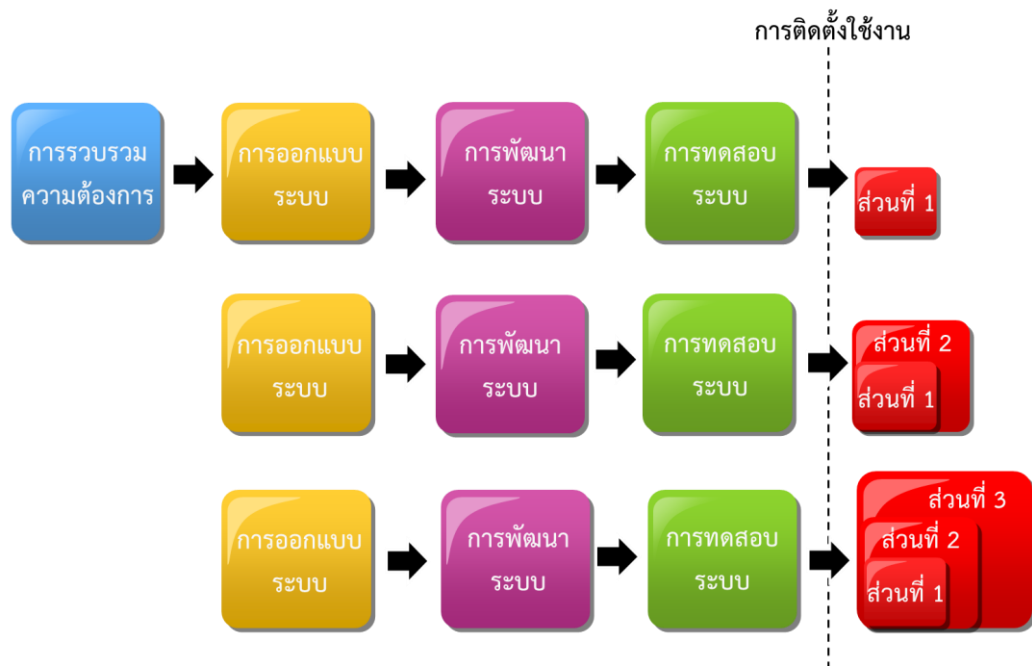 การติดตั้งใช้งาน
การรวบรวม
ความต้องการ
การออกแบบ
ระบบ
การพัฒนา
ระบบ
การทดสอบ
ระบบ
ส่วนที่ 1
การออกแบบ
ระบบ
การพัฒนา
ระบบ
การทดสอบ
ระบบ
ส่วนที่ 2
ส่วนที่ 1
การออกแบบ
ระบบ
การพัฒนา
ระบบ
การทดสอบ
ระบบ
ส่วนที่ 3
ส่วนที่ 2
ส่วนที่ 1